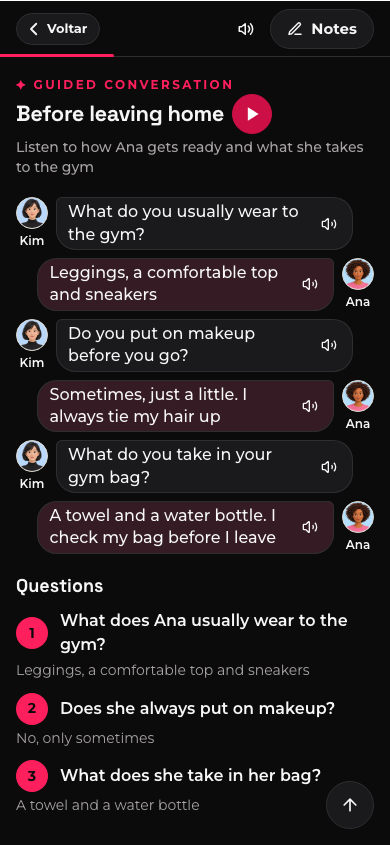 Voltar
Notes
GUIDED CONVERSATION
Before leaving home
Listen to how Ana gets ready and what she takes
to the gym
What do you usually wear to
the gym?
Kim
Leggings, a comfortable top
and sneakers
Ana
Do you put on makeup
before you go?
Kim
Sometimes, just a little. I
always tie my hair up
Ana
What do you take in your
gym bag?
Kim
A towel and a water bottle. I
check my bag before I leave
Ana
Questions
1
What does Ana usually wear to the
gym?
Leggings, a comfortable top and sneakers
2
Does she always put on makeup?
No, only sometimes
3
What does she take in her bag?
A towel and a water bottle